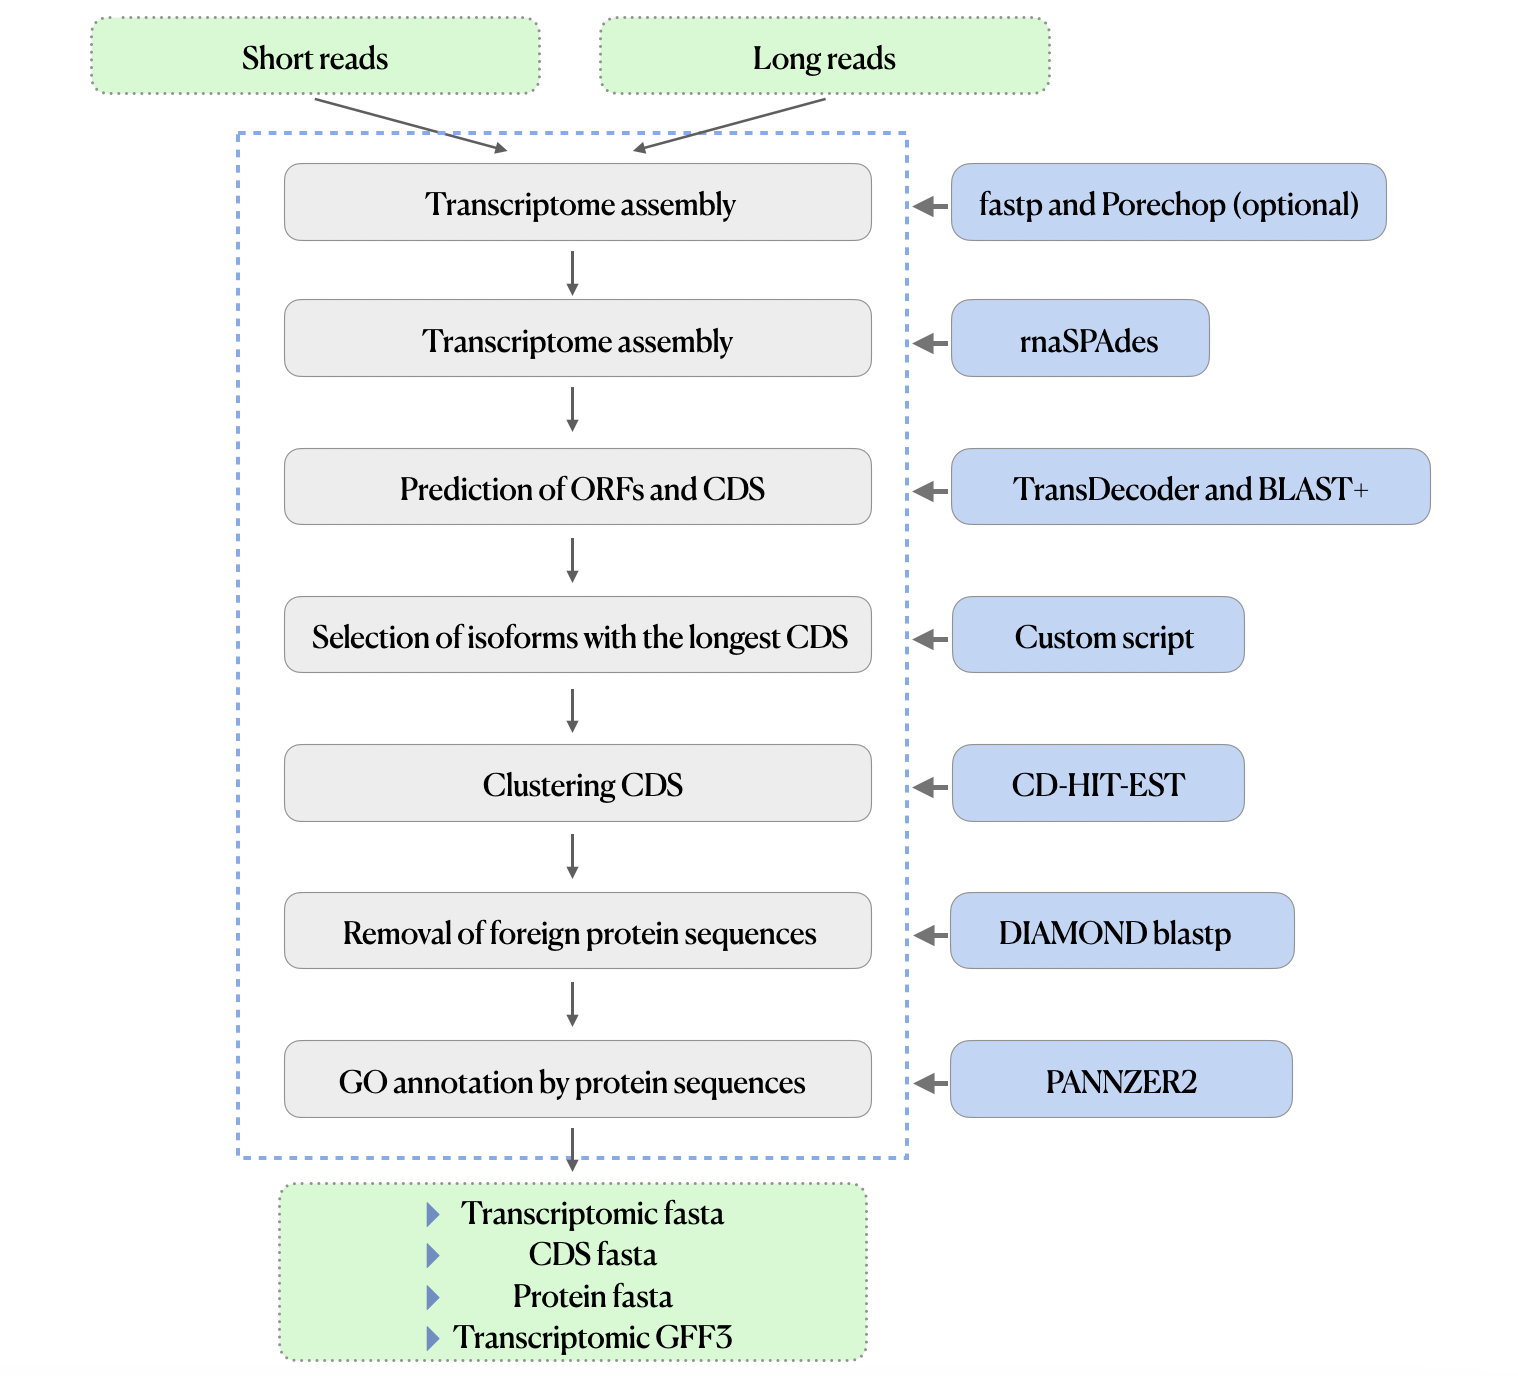 Short reads
Long reads
Transcriptome assembly
fastp and Porechop (optional)
Transcriptome assembly
rnaSPAdes
Prediction of ORFs and CDS
TransDecoder and BLAST+
Selection of isoforms with the longest CDS
Custom script
Clustering CDS
CD-HIT-EST
Removal of foreign protein sequences
DIAMOND blastp
GO annotation by protein sequences
PANNZER2
Transcriptomic fasta
CDS fasta
Protein fasta
Transcriptomic GFF3